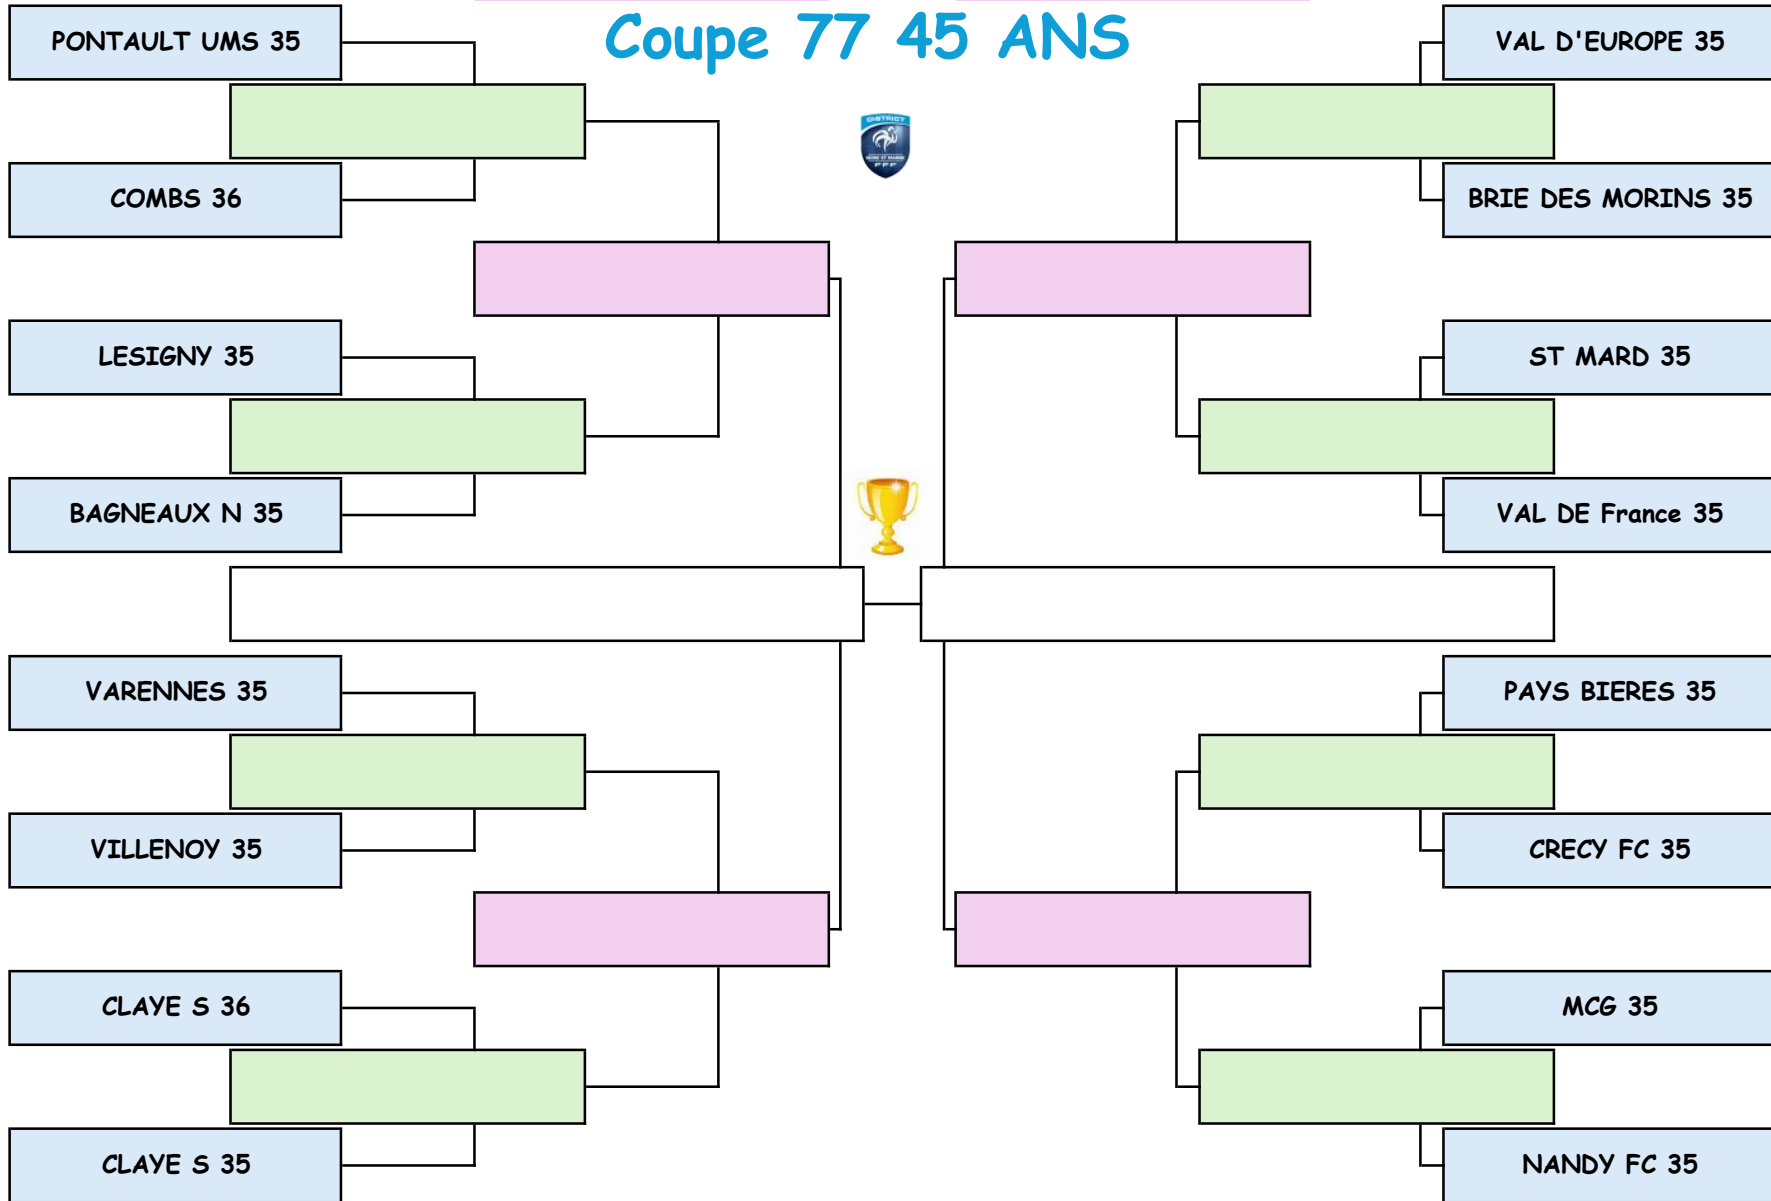 Coupe 77 45 ANS
DISTRICT
PONTAULT UMS 35
COMBS 36
LESIGNY 35
BAGNEAUX N 35
VARENNES 35
VILLENOY 35
CLAYE S 36
CLAYE S 35
VAL D'EUROPE 35
BRIE DES MORINS 35
ST MARD 35
VAL DE France 35
PAYS BIERES 35
CRECY FC 35
MCG 35
NANDY FC 35